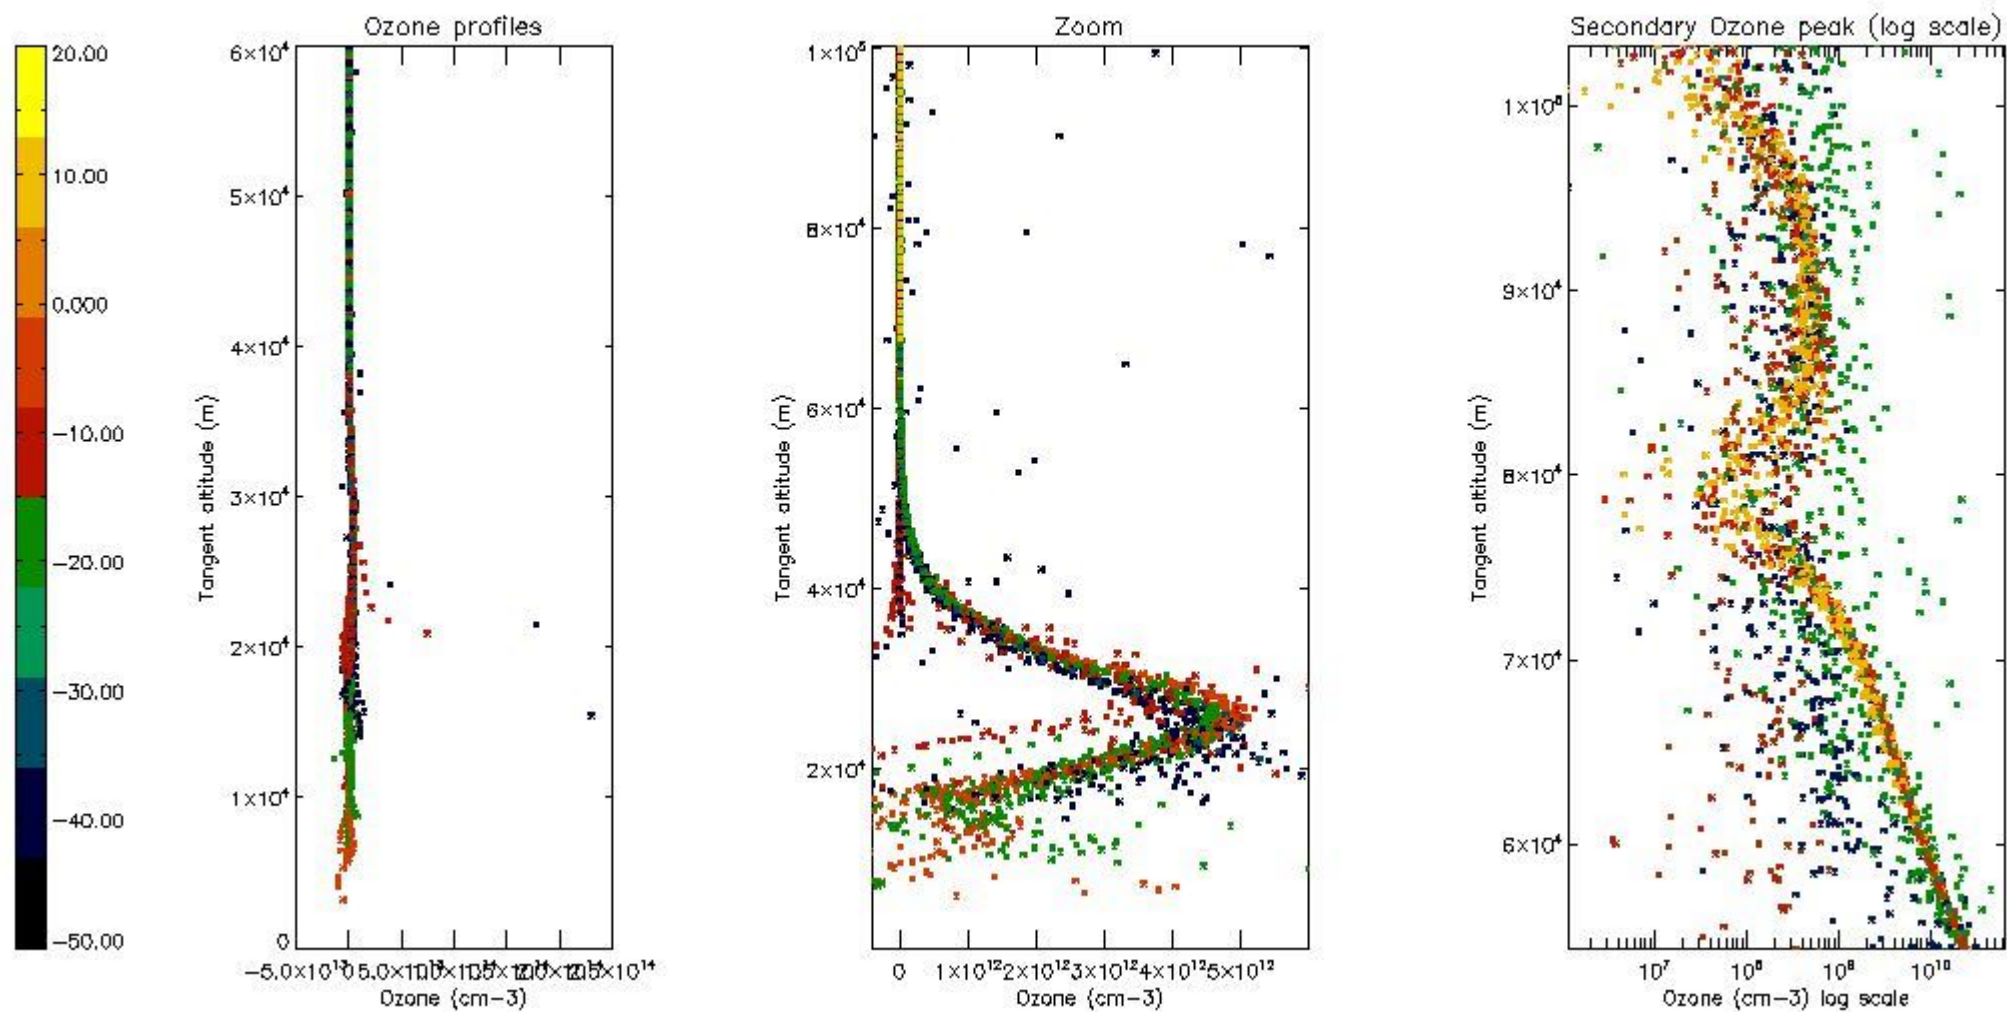 Ozone profiles
Zoom
Secondary Ozone peak (log scale)
20.00
10.00
0.000
−10.00
−20.00
−30.00
−40.00
−50.00
6×10⁴
5×10⁴
4×10⁴
3×10⁴
2×10⁴
1×10⁴
0
Tangent altitude (m)
Ozone (cm−3)
1×10⁵
8×10⁴
6×10⁴
4×10⁴
2×10⁴
Tangent altitude (m)
0 1×10¹² 2×10¹² 3×10¹² 4×10¹² 5×10¹²
Ozone (cm−3)
9×10⁴
8×10⁴
7×10⁴
6×10⁴
Tangent altitude (m)
10⁷ 10⁸ 10⁹ 10¹⁰
Ozone (cm−3) log scale